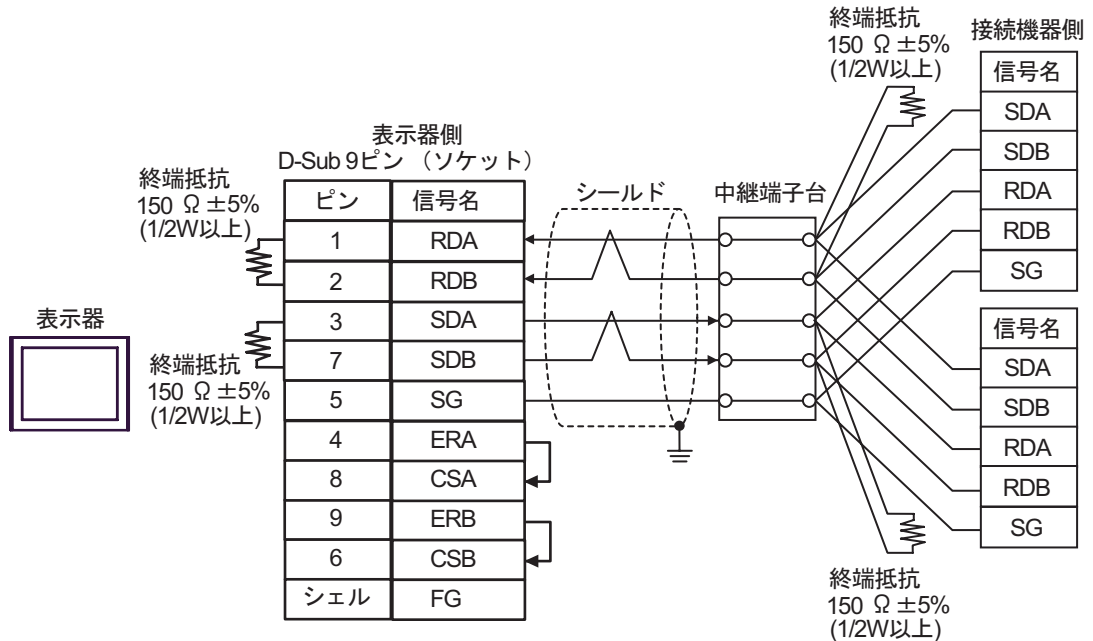 終端抵抗
150 Ω ±5%
(1/2W以上)
接続機器側
信号名
SDA
SDB
RDA
RDB
SG
表示器側
D-Sub 9ピン （ソケット）
終端抵抗
150 Ω ±5%
(1/2W以上)
ピン 信号名
1 RDA
2 RDB
3 SDA
7 SDB
5 SG
4 ERA
8 CSA
9 ERB
6 CSB
シェル FG
シールド
中継端子台
表示器
終端抵抗
150 Ω ±5%
(1/2W以上)
信号名
SDA
SDB
RDA
RDB
SG
終端抵抗
150 Ω ±5%
(1/2W以上)